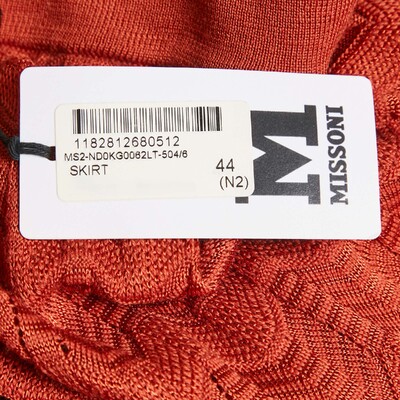 1182812680512
MS2-ND0KG0062LT-504/6
SKIRT
44
(N2)
M
MISSONI